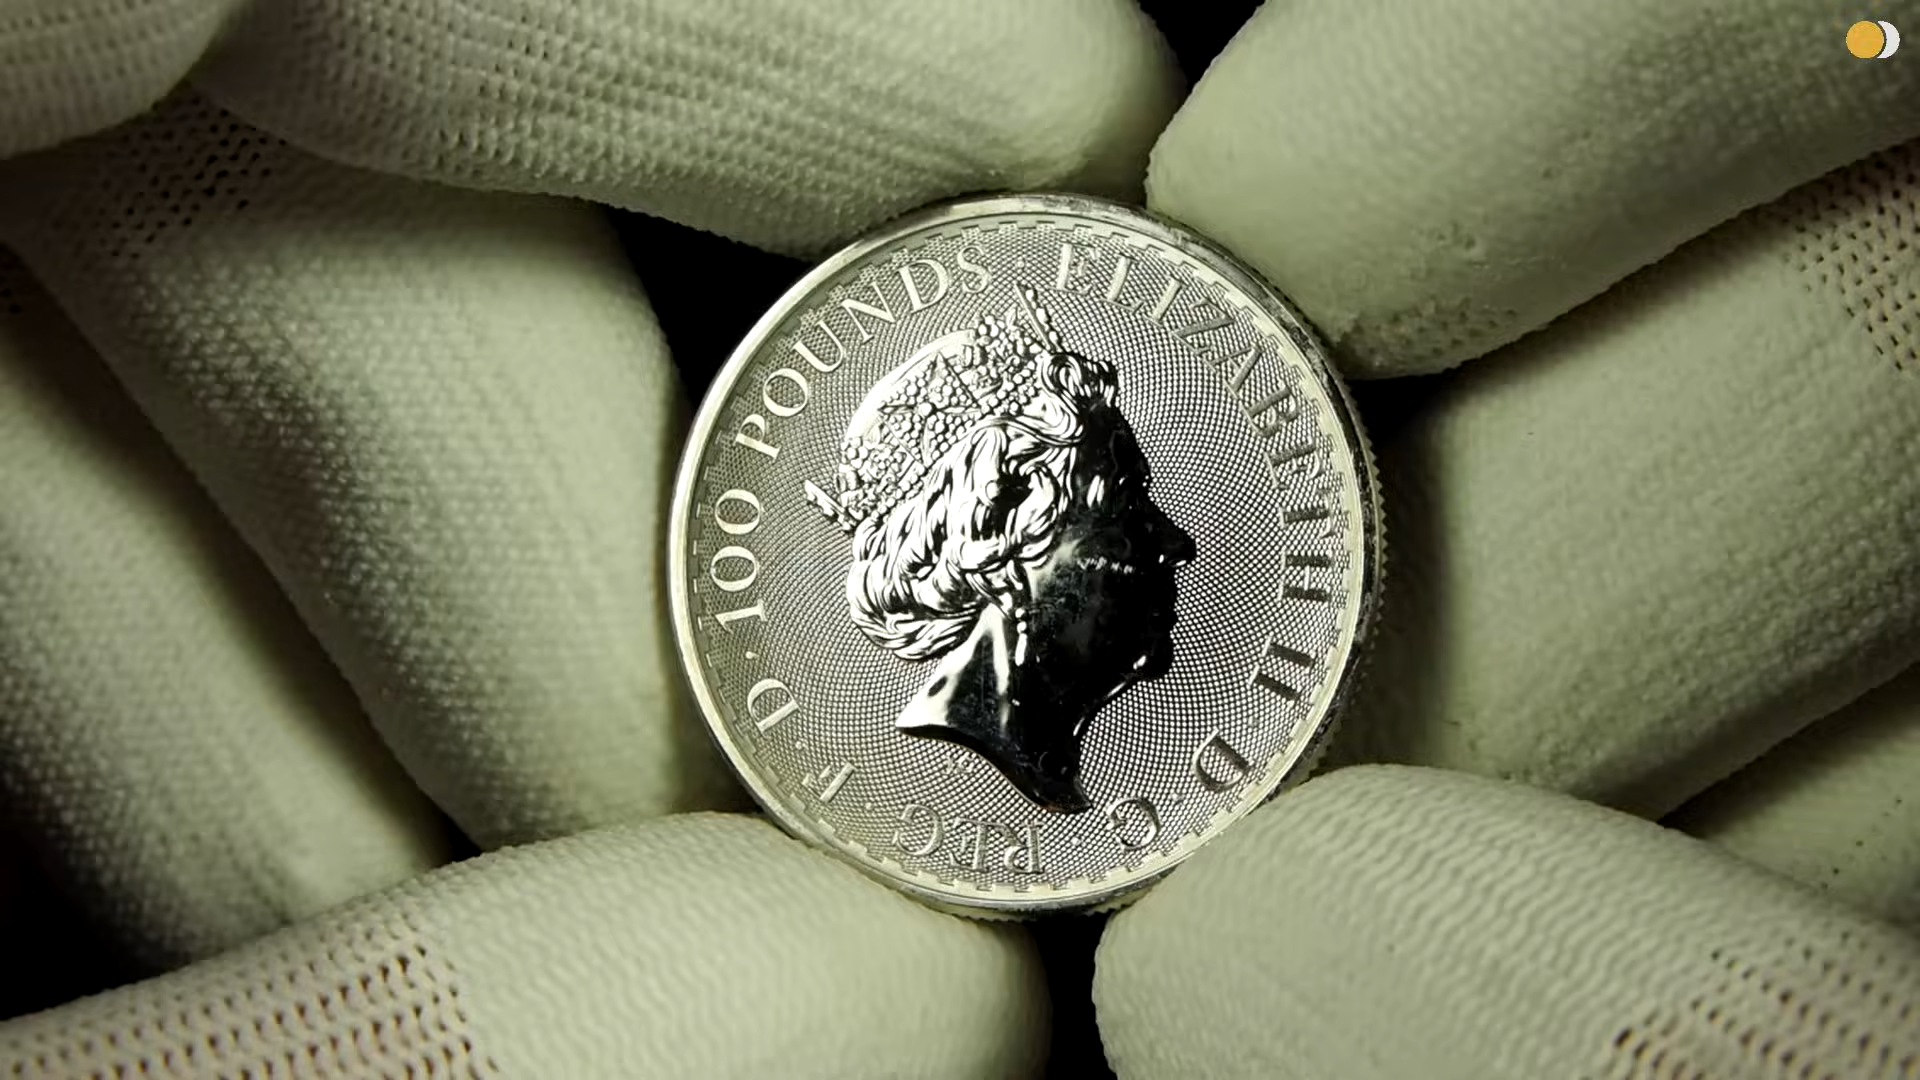 ELIZABETH II · D · G · REG · F · D · 100 POUNDS ·